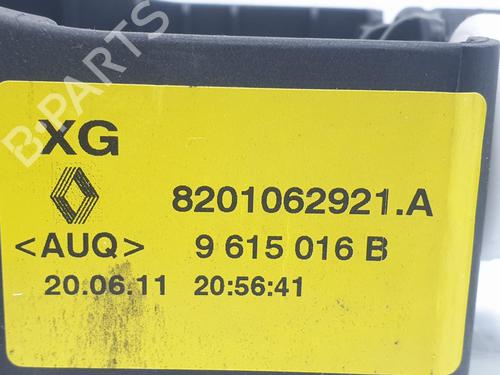 B-PARTS
XG
8201062921.A
<AUQ> 9 615 016 B
20.06.11 20:56:41